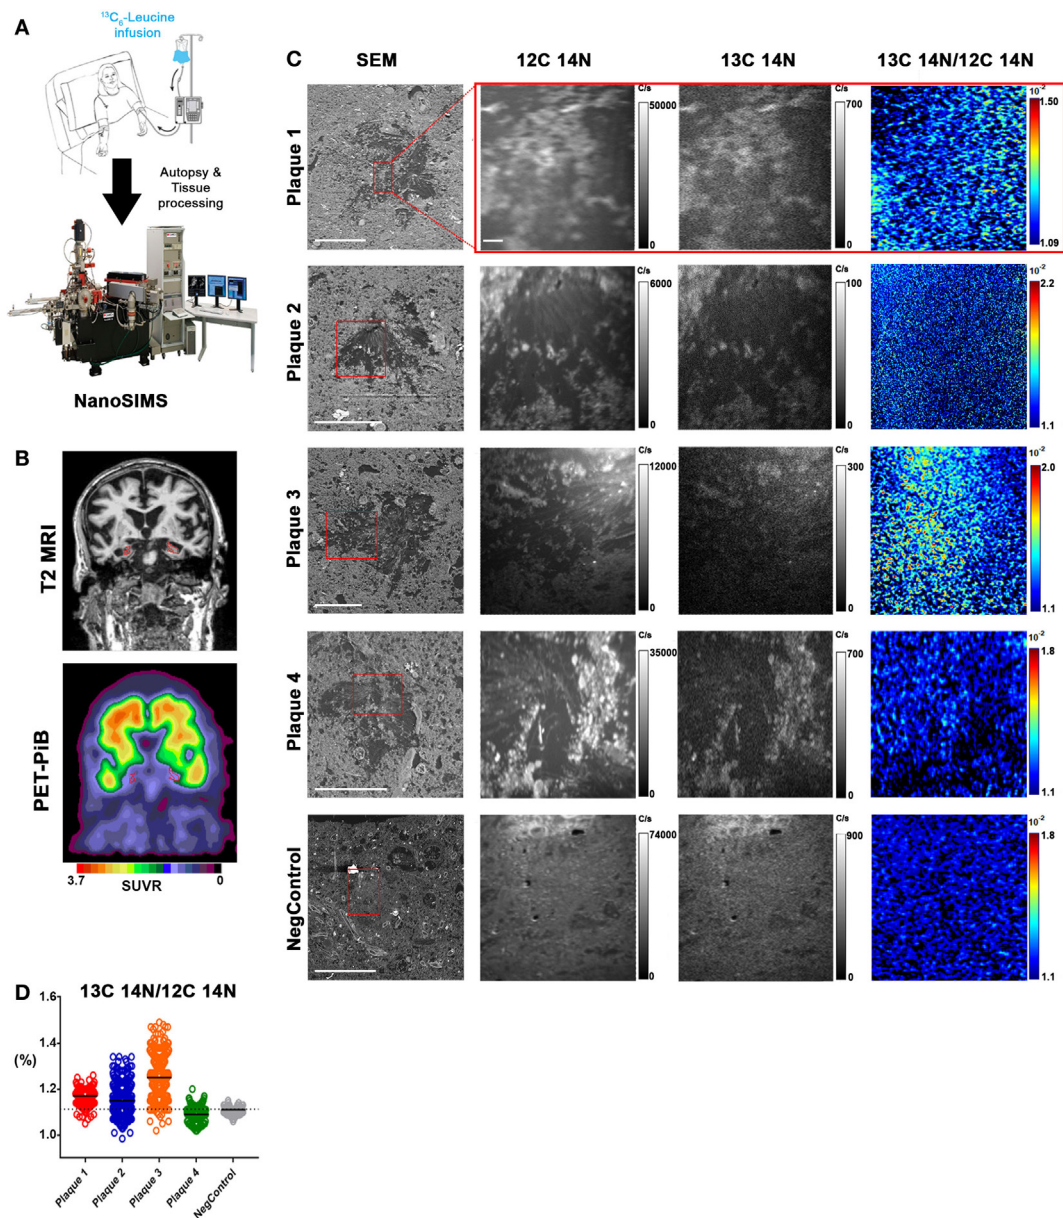 A
13C6-Leucine
infusion
Autopsy &
Tissue
processing
NanoSIMS
B
T2 MRI
PET-PiB
3.7
SUVR
0
C
SEM
12C 14N
13C 14N
13C 14N/12C 14N
Plaque 1
C/s
50000
0
C/s
700
0
10-2
1.50
1.09
Plaque 2
C/s
6000
0
C/s
100
0
10-2
2.2
1.1
Plaque 3
C/s
12000
0
C/s
300
0
10-2
2.0
1.1
Plaque 4
C/s
35000
0
C/s
700
0
10-2
1.8
1.1
NegControl
C/s
74000
0
C/s
900
0
10-2
1.8
1.1
D
13C 14N/12C 14N
(%)
1.6
1.4
1.2
1.0
Plaque 1
Plaque 2
Plaque 3
Plaque 4
NegControl